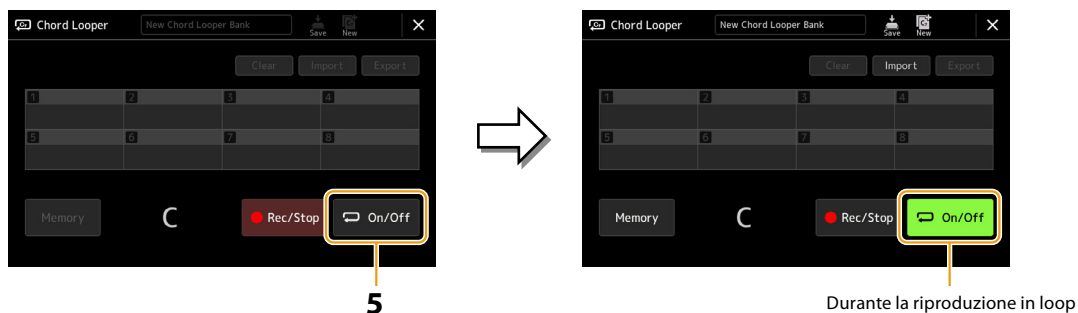 Chord Looper New Chord Looper Bank Save New
Clear Import Export
1 2 3 4
5 6 7 8
Memory C Rec/Stop On/Off
5
Chord Looper New Chord Looper Bank Save New
Clear Import Export
1 2 3 4
5 6 7 8
Memory C Rec/Stop On/Off
Durante la riproduzione in loop